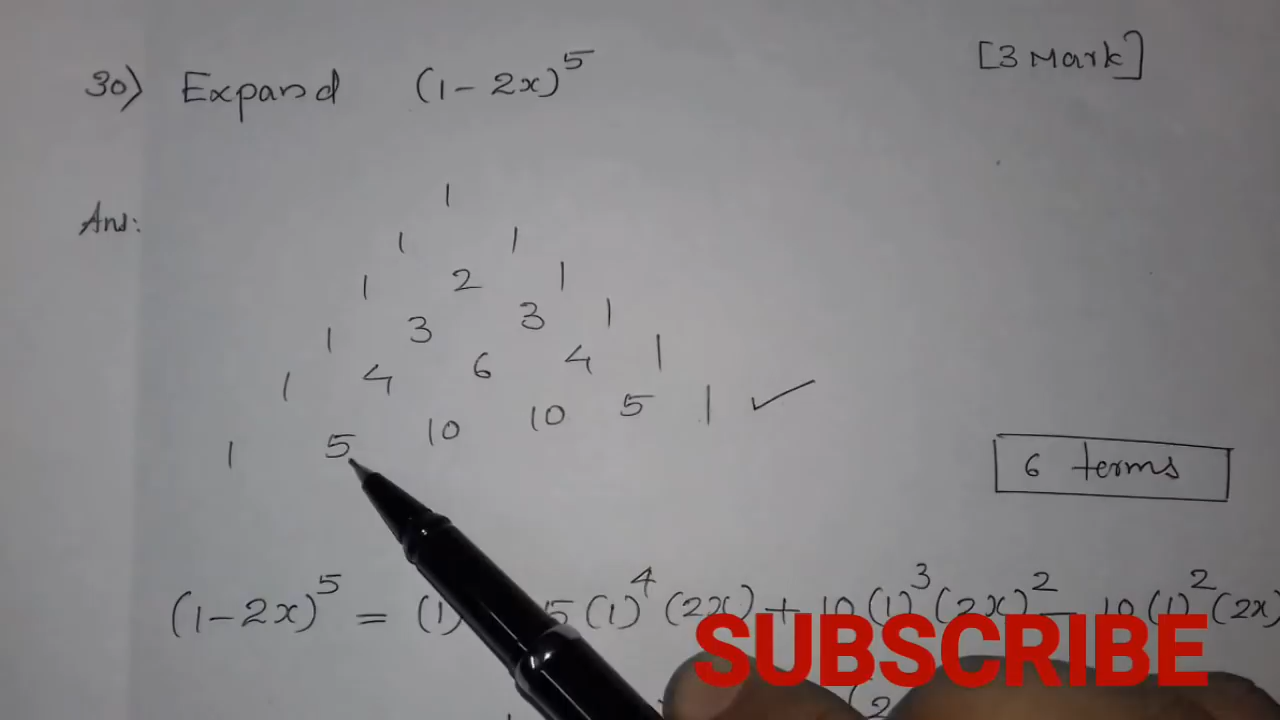 30) Expand (1-2x)^5 [3 Mark]
Ans:
1
1 1
1 2 1
1 3 3 1
1 4 6 4 1
1 5 10 10 5 1 ✓
6 terms
(1-2x)^5 = (1) 5(1)^4(2x) + 10(1)^3(2x)^2 - 10(1)^2(2x)
SUBSCRIBE
(2